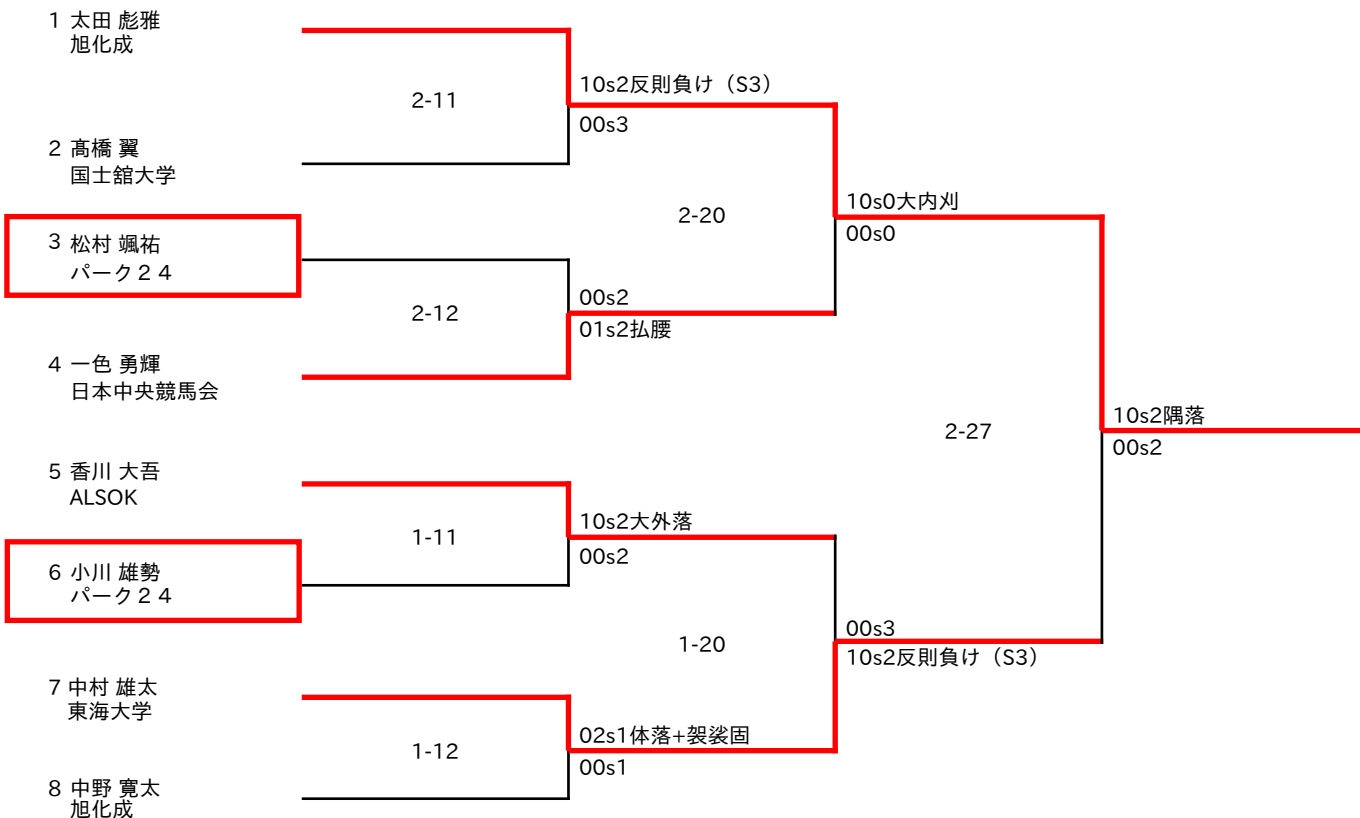 1 太田 彪雅
旭化成
2-11
10s2反則負け（S3）
00s3
2 髙橋 翼
国士舘大学
2-20
10s0大内刈
00s0
3 松村 颯祐
パーク２４
2-12
00s2
01s2払腰
4 一色 勇輝
日本中央競馬会
2-27
10s2隅落
00s2
5 香川 大吾
ALSOK
1-11
10s2大外落
00s2
6 小川 雄勢
パーク２４
1-20
00s3
10s2反則負け（S3）
7 中村 雄太
東海大学
1-12
02s1体落+袈裟固
00s1
8 中野 寛太
旭化成